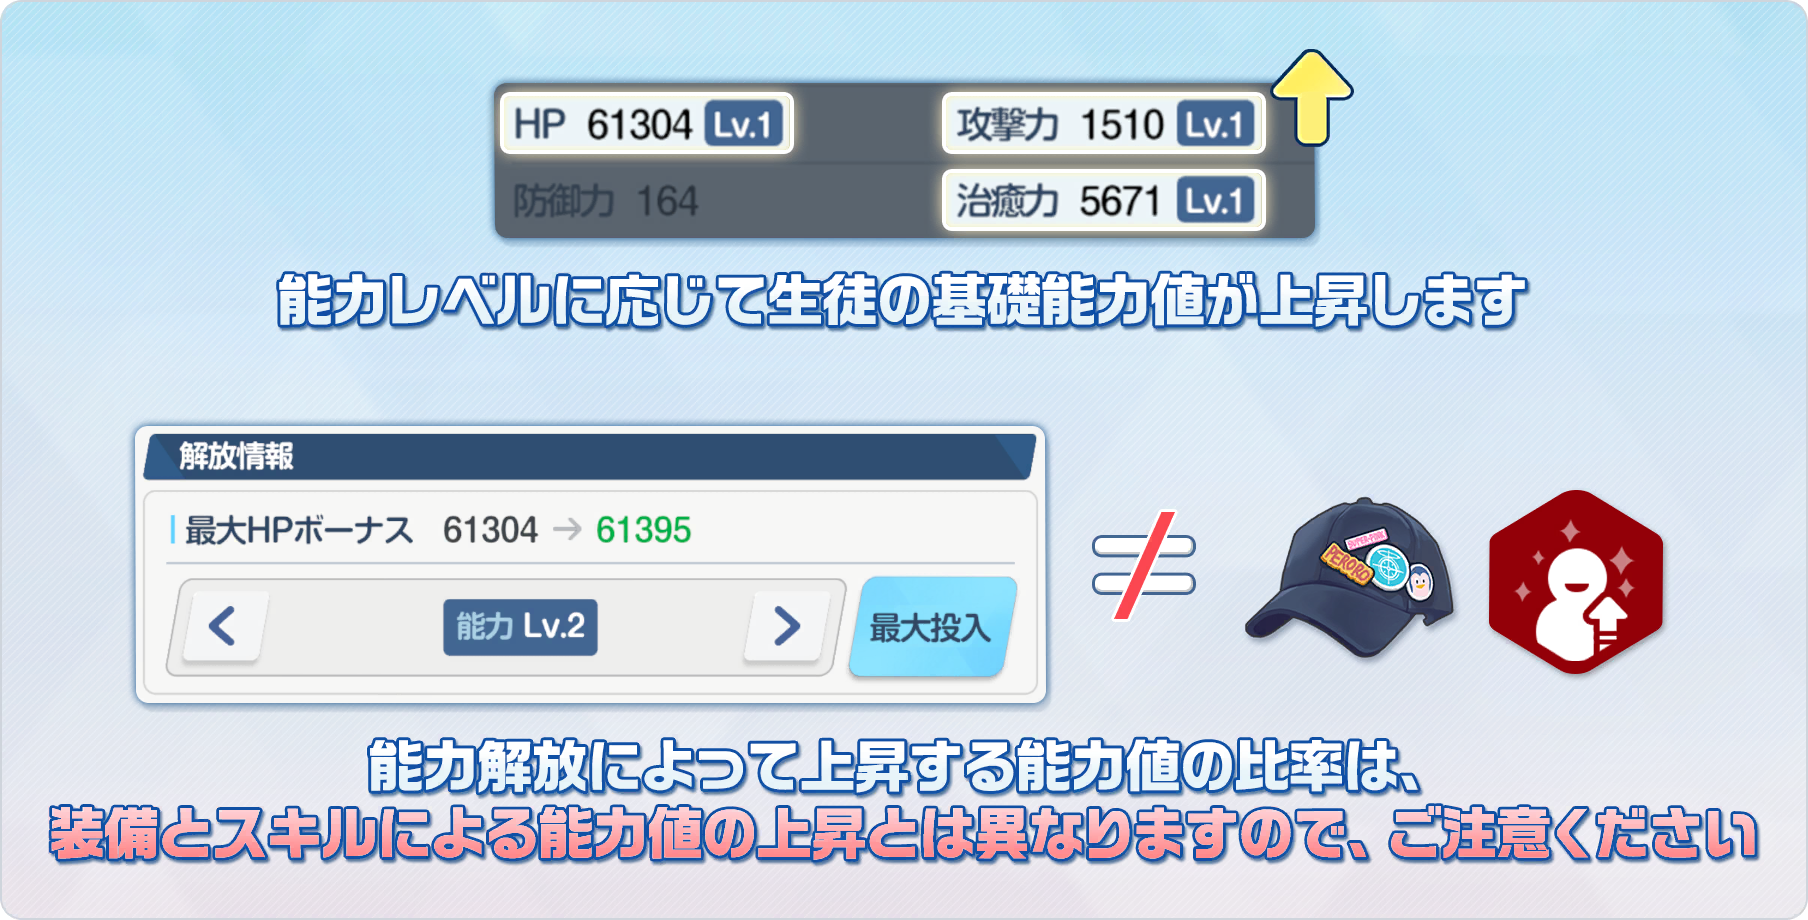 HP 61304 Lv.1 攻撃力 1510 Lv.1
防御力 164 治癒力 5671 Lv.1
能力レベルに応じて生徒の基礎能力値が上昇します
解放情報
最大HPボーナス 61304 → 61395
< 能力 Lv.2 > 最大投入
≠
SUPER-PINK
PERORO
能力解放によって上昇する能力値の比率は、
装備とスキルによる能力値の上昇とは異なりますので、ご注意ください